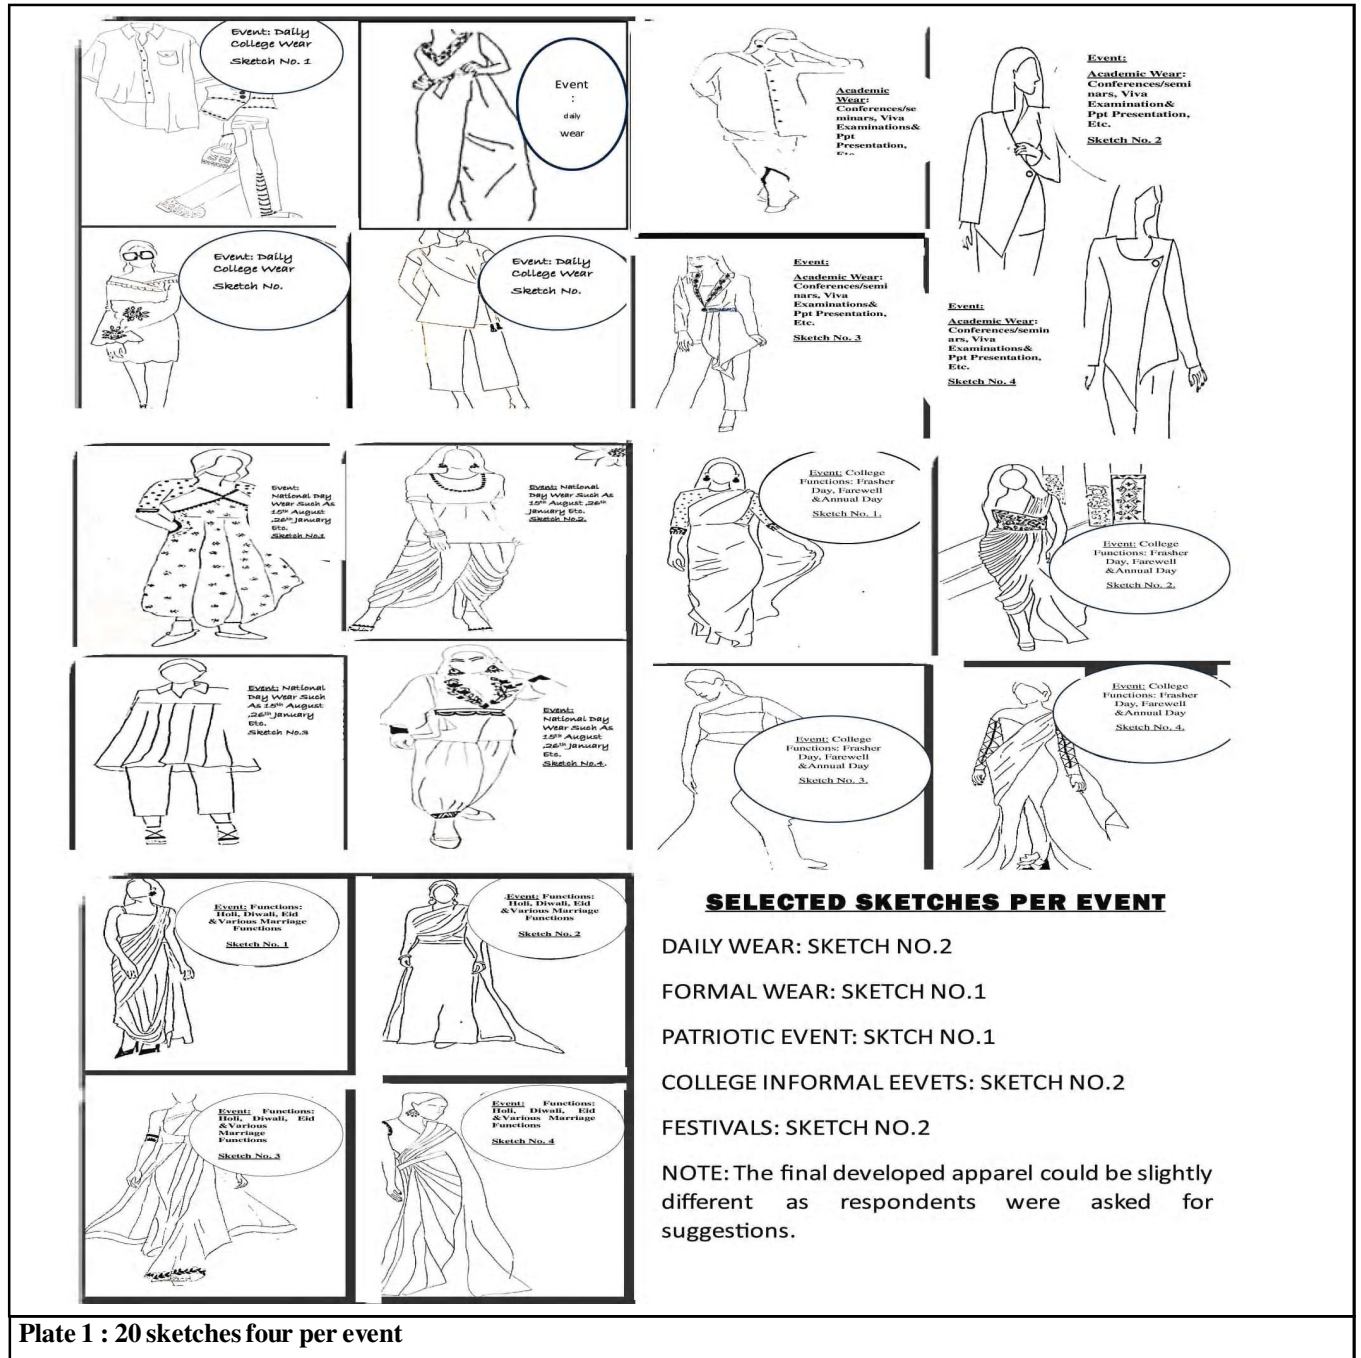 Event: Daily
College Wear
Sketch No. 1
Event
:
daily
wear
Academic
Wear:
Conferences/se
minars, Viva
Examinations&
Ppt
Presentation,
Etc.
Event:
Academic Wear:
Conferences/semi
nars, Viva
Examination&
Ppt Presentation,
Etc.
Sketch No. 2
Event: Daily
College Wear
Sketch No.
Event: Daily
College Wear
Sketch No.
Event:
Academic Wear:
Conferences/semi
nars, Viva
Examinations&
Ppt Presentation,
Etc.
Sketch No. 3
Event:
Academic Wear:
Conferences/semin
ars, Viva
Examinations&
Ppt Presentation,
Etc.
Sketch No. 4
Event:
National Day
Wear Such As
15th August
,26th January
Etc.
Sketch No.1
Event: National
Day Wear Such As
15th August ,26th
January Etc.
Sketch No.2.
Event: College
Functions: Frasher
Day, Farewell
&Annual Day
Sketch No. 1.
Event: College
Functions: Frasher
Day, Farewell
&Annual Day
Sketch No. 2.
Event: National
Day Wear Such
As 15th August
,26th January
Etc.
Sketch No.3
Event:
National Day
Wear Such As
15th August
,26th January
Etc.
Sketch No.4.
Event: College
Functions: Frasher
Day, Farewell
&Annual Day
Sketch No. 3.
Event: College
Functions: Frasher
Day, Farewell
&Annual Day
Sketch No. 4.
Event: Functions:
Holi, Diwali, Eid
&Various Marriage
Functions
Sketch No. 1
Event: Functions:
Holi, Diwali, Eid
&Various Marriage
Functions
Sketch No. 2
Event: Functions:
Holi, Diwali, Eid
&Various
Marriage
Functions
Sketch No. 3
Event: Functions:
Holi, Diwali, Eid
&Various Marriage
Functions
Sketch No. 4
SELECTED SKETCHES PER EVENT
DAILY WEAR: SKETCH NO.2
FORMAL WEAR: SKETCH NO.1
PATRIOTIC EVENT: SKTCH NO.1
COLLEGE INFORMAL EEVETS: SKETCH NO.2
FESTIVALS: SKETCH NO.2
NOTE: The final developed apparel could be slightly
different as respondents were asked for
suggestions.
Plate 1 : 20 sketches four per event